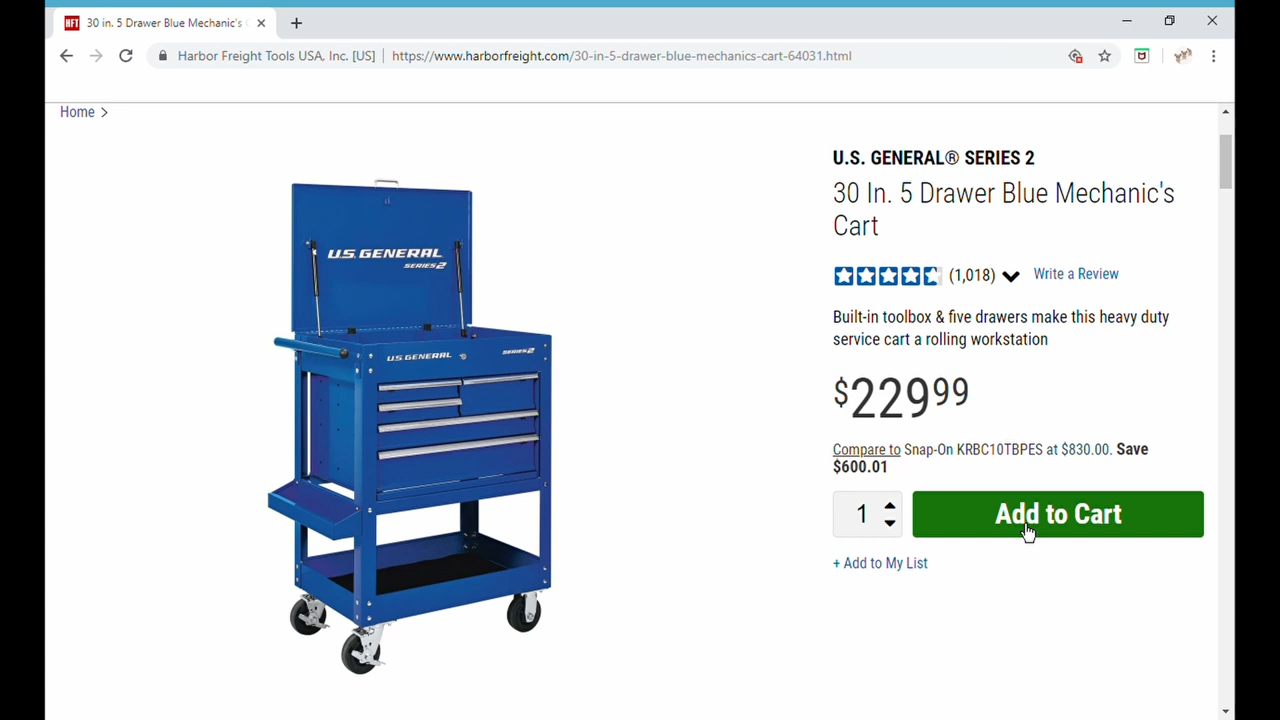 HFT
30 in. 5 Drawer Blue Mechanic's
Harbor Freight Tools USA, Inc. [US]
https://www.harborfreight.com/30-in-5-drawer-blue-mechanics-cart-64031.html
Home >
U.S. GENERAL® SERIES 2
30 In. 5 Drawer Blue Mechanic's
Cart
(1,018)
Write a Review
Built-in toolbox & five drawers make this heavy duty
service cart a rolling workstation
$229.99
Compare to Snap-On KRBC10TBPES at $830.00. Save
$600.01
1
Add to Cart
+ Add to My List
U.S. GENERAL
SERIES 2
U.S. GENERAL
SERIES 2